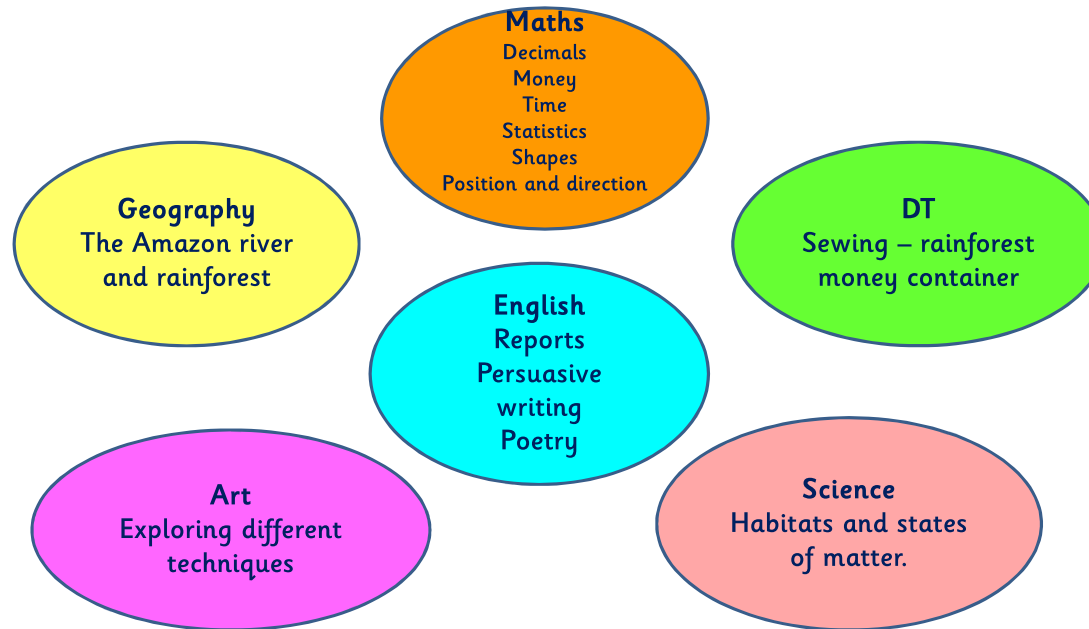 Maths
Decimals
Money
Time
Statistics
Shapes
Position and direction
Geography
The Amazon river
and rainforest
DT
Sewing – rainforest
money container
English
Reports
Persuasive
writing
Poetry
Art
Exploring different
techniques
Science
Habitats and states
of matter.